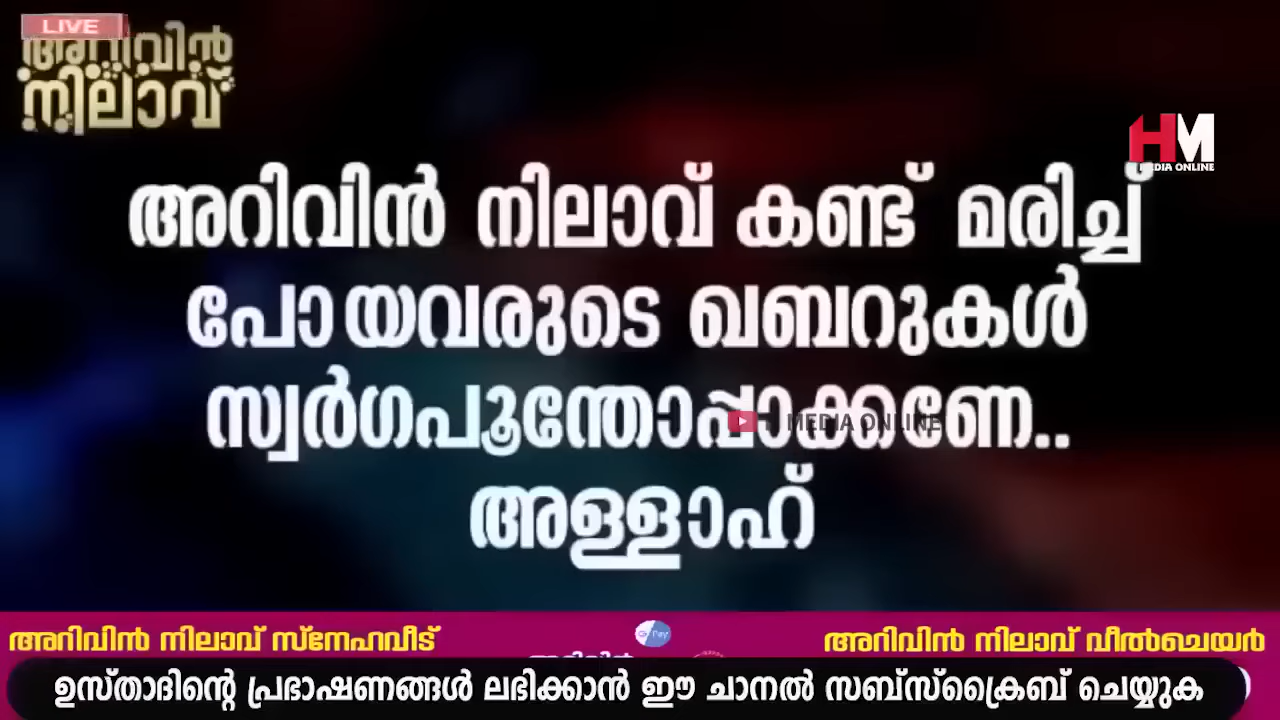 LIVE
അറിവിൻ
നിലാവ്
HM
MEDIA ONLINE
അറിവിൻ നിലാവ് കണ്ട് മരിച്ച്
പോയവരുടെ ഖബറുകൾ
സ്വർഗപൂന്തോപ്പാക്കണേ..
MEDIA ONLINE
അള്ളാഹ്
അറിവിൻ നിലാവ് സ്നേഹവീട്
G Pay
അറിവിൻ നിലാവ് വീൽചെയർ
ഉസ്താദിന്റെ പ്രഭാഷണങ്ങൾ ലഭിക്കാൻ ഈ ചാനൽ സബ്സ്ക്രൈബ് ചെയ്യുക